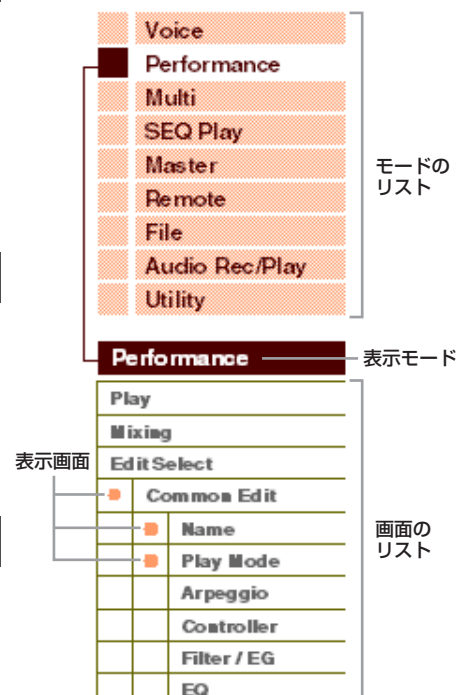 Voice
Performance
Multi
SEQ Play
Master
Remote
File
Audio Rec/Play
Utility
モードの
リスト
Performance
表示モード
Play
Mixing
Edit Select
表示画面
Common Edit
Name
Play Mode
Arpeggio
Controller
Filter / EG
EQ
画面の
リスト